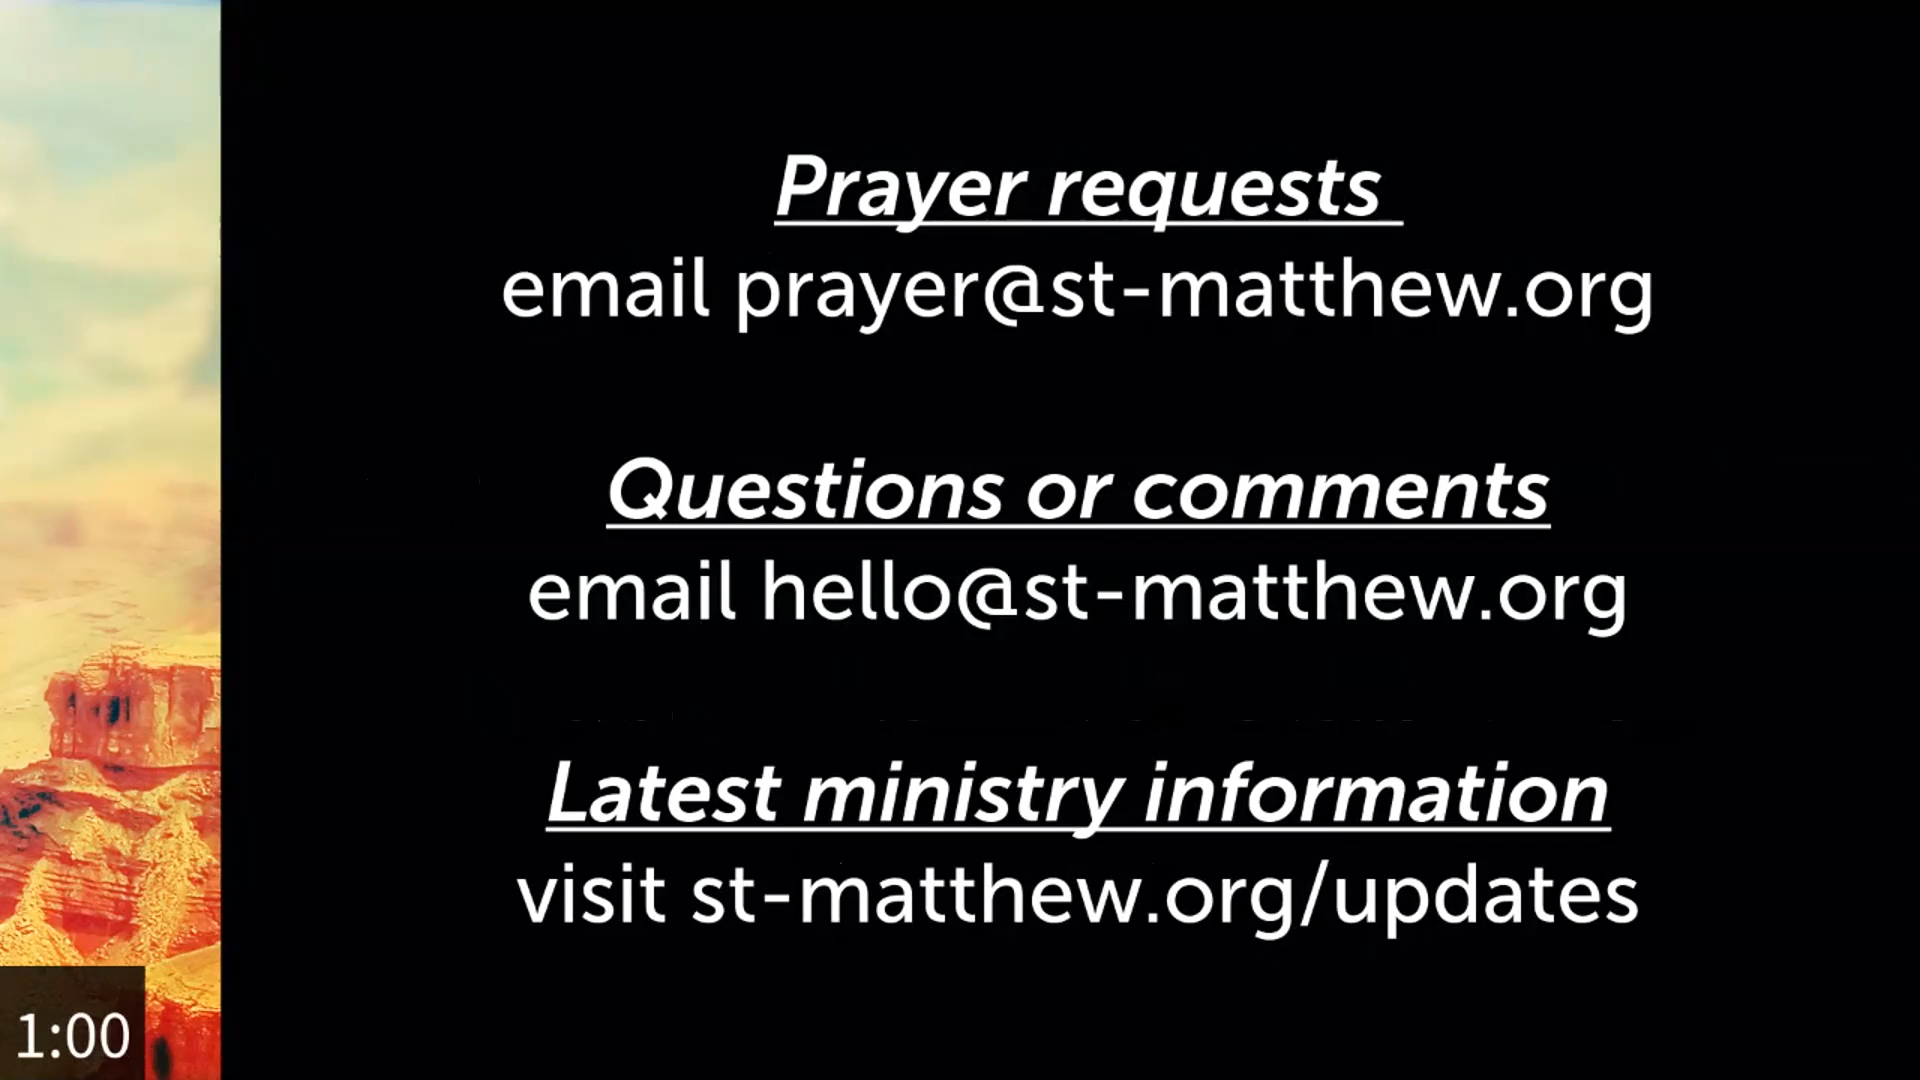 Prayer requests
email prayer@st-matthew.org
Questions or comments
email hello@st-matthew.org
Latest ministry information
visit st-matthew.org/updates
1:00